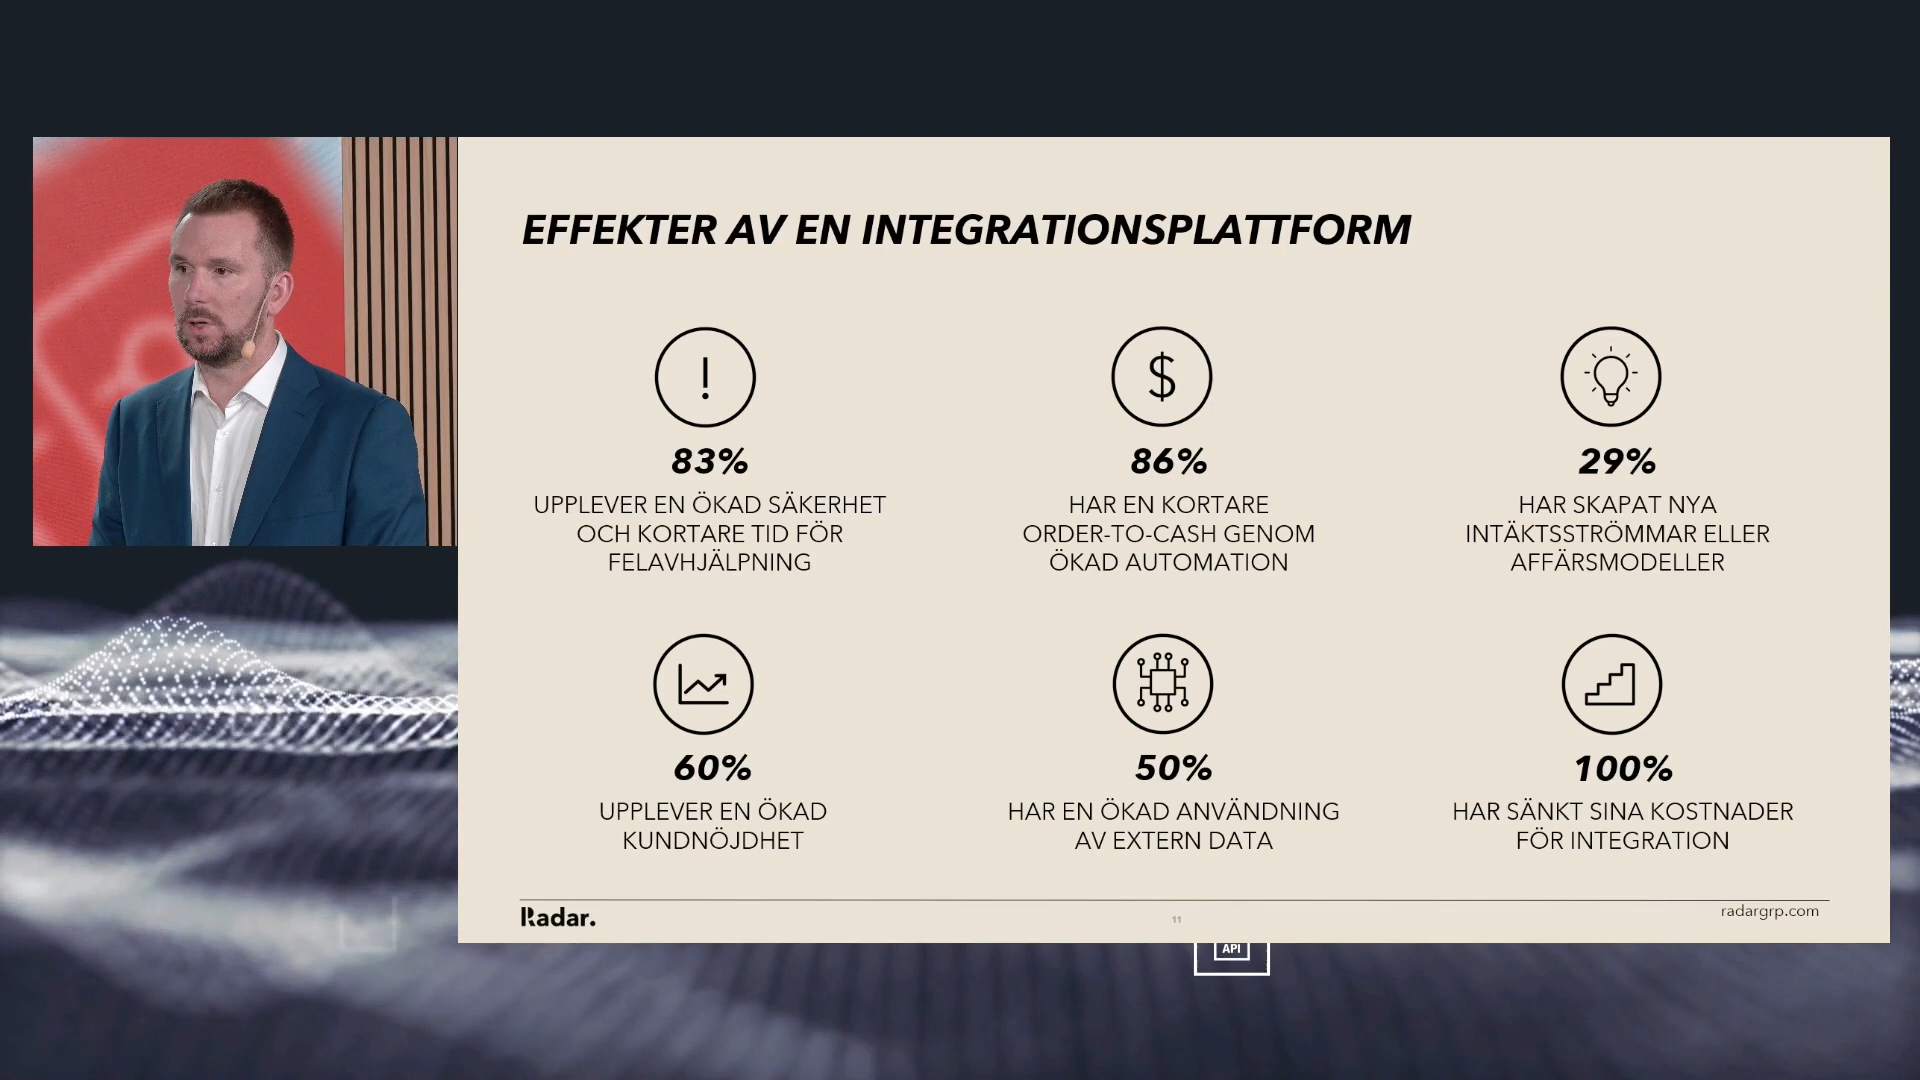 EFFEKTER AV EN INTEGRATIONSPLATTFORM
83%
UPPLEVER EN ÖKAD SÄKERHET
OCH KORTARE TID FÖR
FELAVHJÄLPNING
86%
HAR EN KORTARE
ORDER-TO-CASH GENOM
ÖKAD AUTOMATION
29%
HAR SKAPAT NYA
INTÄKTSSTRÖMMAR ELLER
AFFÄRSMODELLER
60%
UPPLEVER EN ÖKAD
KUNDNÖJDHET
50%
HAR EN ÖKAD ANVÄNDNING
AV EXTERN DATA
100%
HAR SÄNKT SINA KOSTNADER
FÖR INTEGRATION
Radar.
11
radargrp.com
API